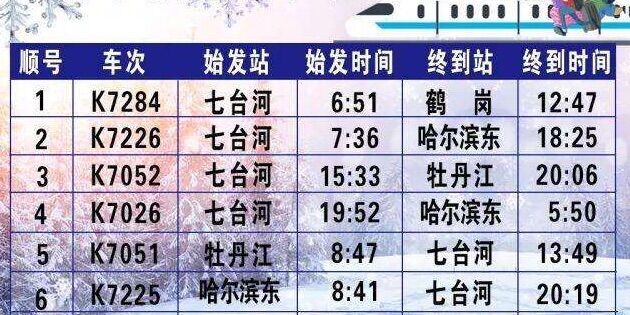 顺号 车次 始发站 始发时间 终到站 终到时间
1 K7284 七台河 6:51 鹤 岗 12:47
2 K7226 七台河 7:36 哈尔滨东 18:25
3 K7052 七台河 15:33 牡丹江 20:06
4 K7026 七台河 19:52 哈尔滨东 5:50
5 K7051 牡丹江 8:47 七台河 13:49
6 K7225 哈尔滨东 8:41 七台河 20:19